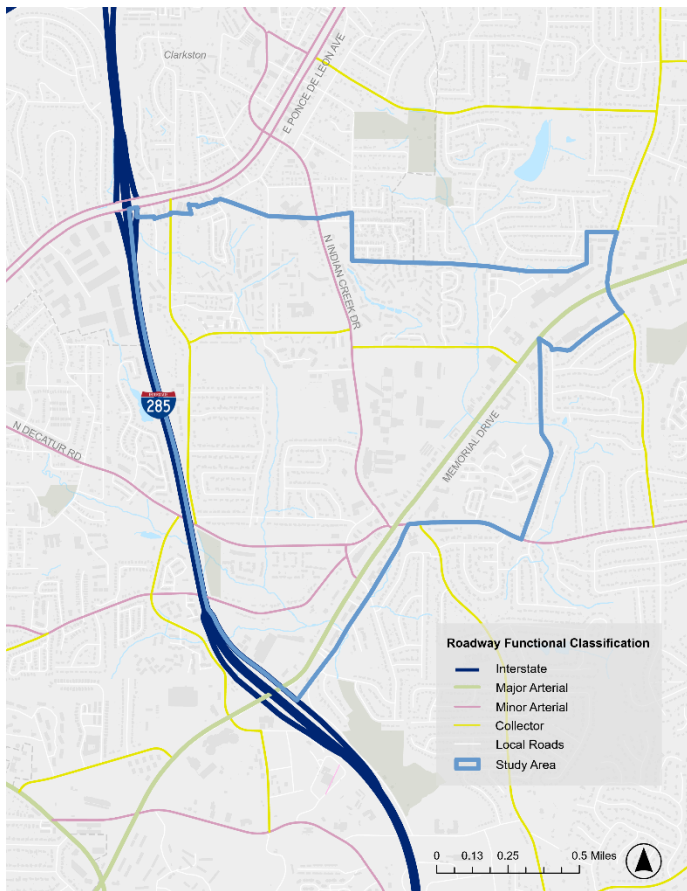 Clarkston
E PONCE DE LEON AVE
N INDIAN CREEK DR
INTERSTATE
285
N DECATUR RD
MEMORIAL DRIVE
Roadway Functional Classification
Interstate
Major Arterial
Minor Arterial
Collector
Local Roads
Study Area
0 0.13 0.25 0.5 Miles